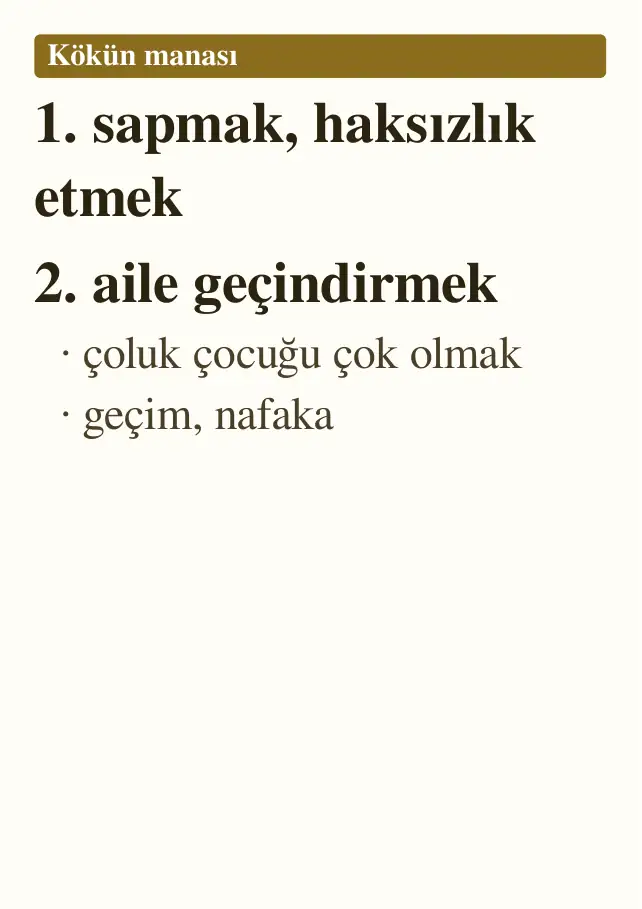 Kökün manası
1. sapmak, haksızlık
etmek
2. aile geçindirmek
· çoluk çocuğu çok olmak
· geçim, nafaka